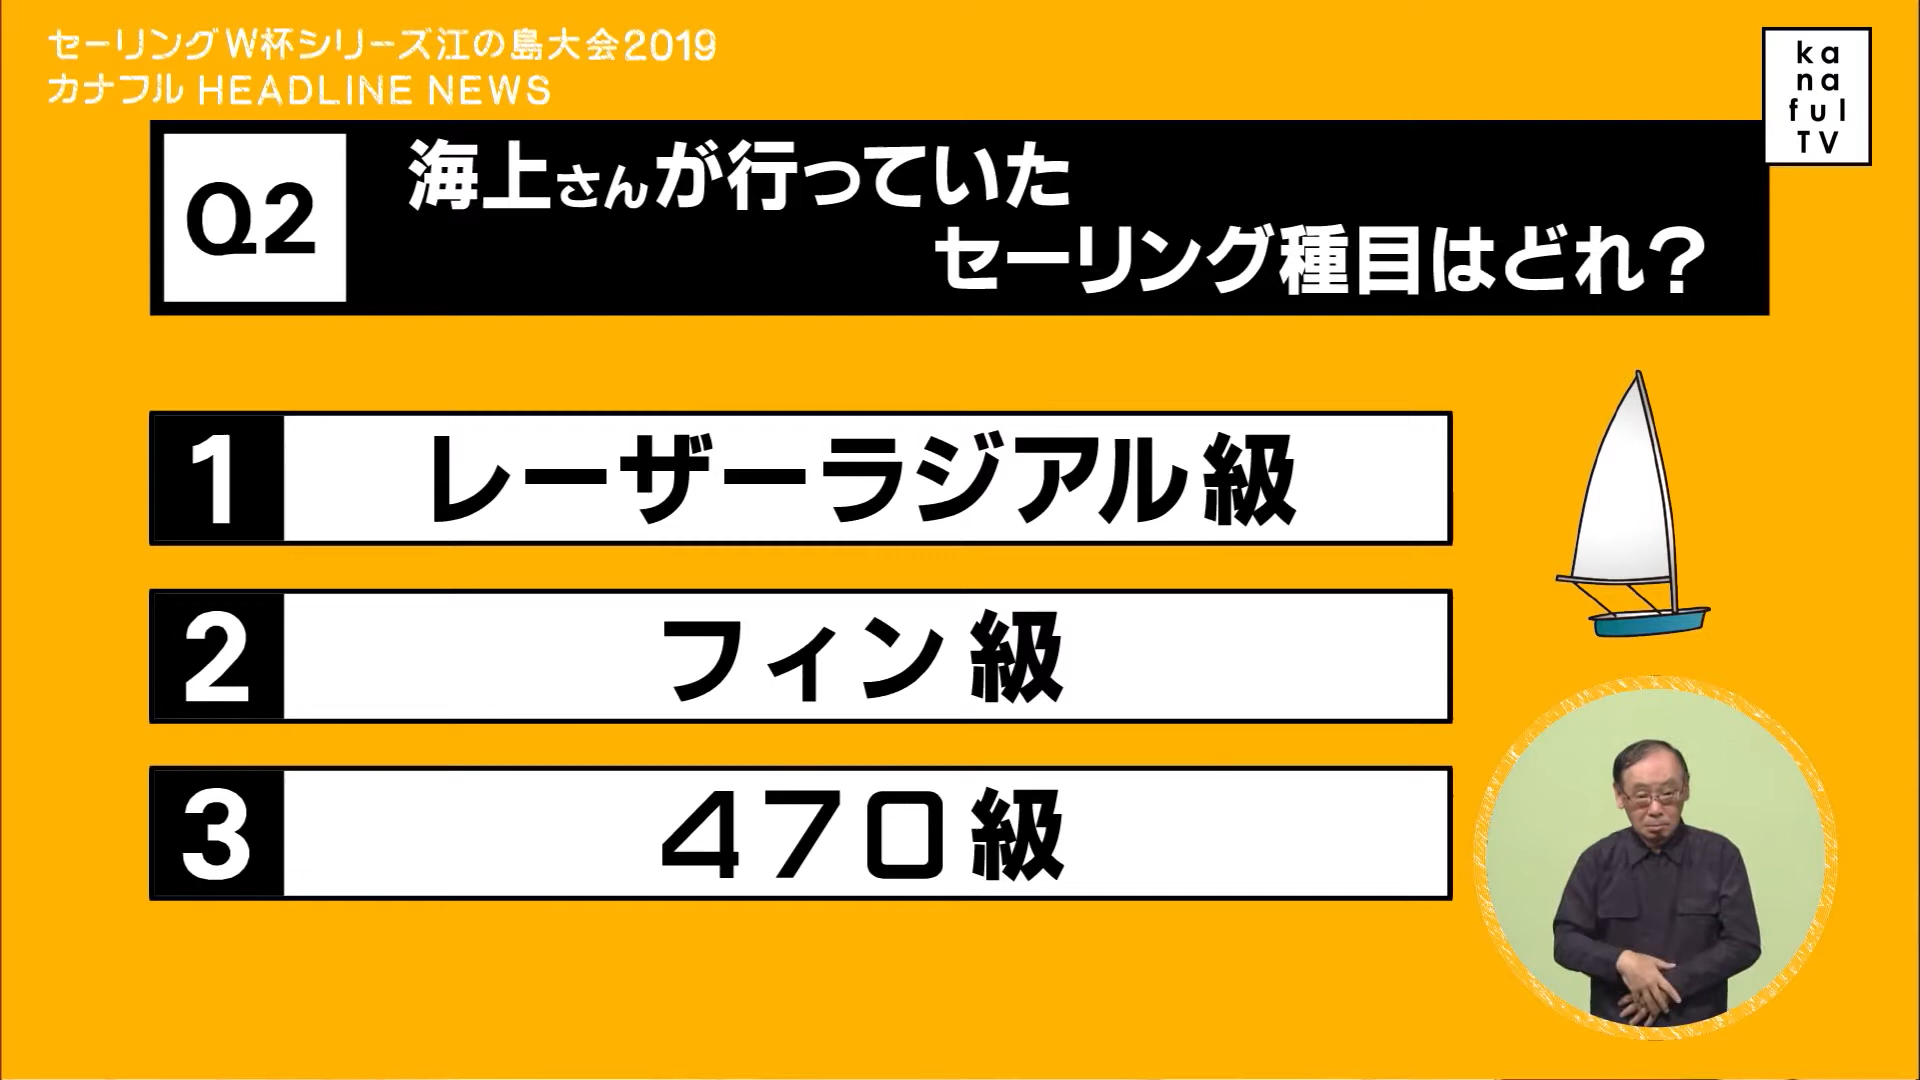 セーリングW杯シリーズ江の島大会2019
カナフル HEADLINE NEWS
ka
na
ful
TV
Q2
海上さんが行っていた
セーリング種目はどれ？
1 レーザーラジアル級
2 フィン級
3 470級